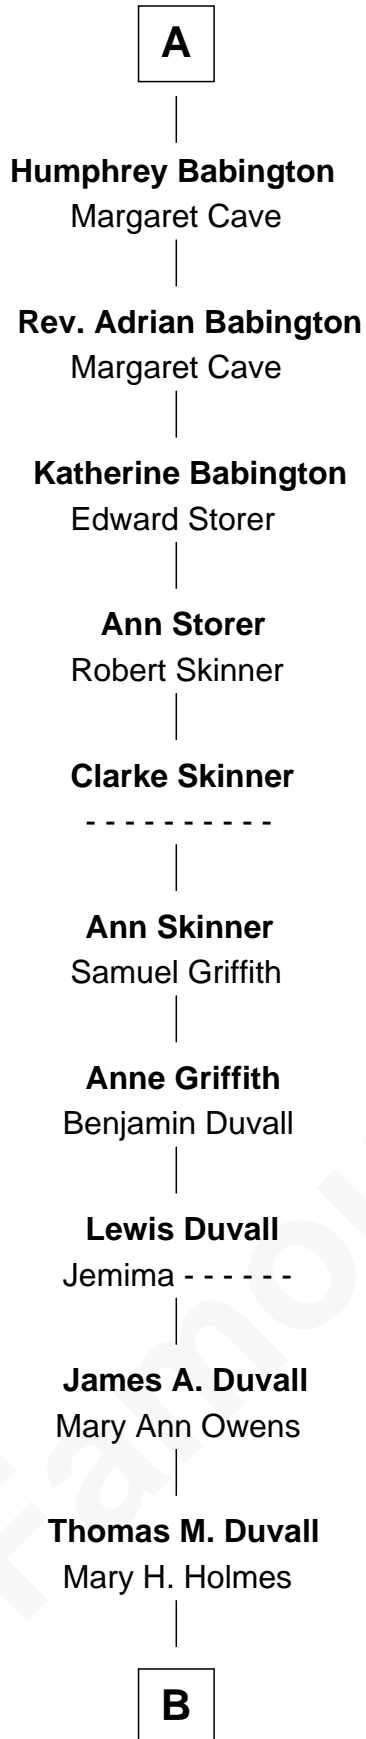 A
Humphrey Babington
Margaret Cave
Rev. Adrian Babington
Margaret Cave
Katherine Babington
Edward Storer
Ann Storer
Robert Skinner
Clarke Skinner
- - - - - - - - - -
Ann Skinner
Samuel Griffith
Anne Griffith
Benjamin Duvall
Lewis Duvall
Jemima - - - - - -
James A. Duvall
Mary Ann Owens
Thomas M. Duvall
Mary H. Holmes
B
Famou